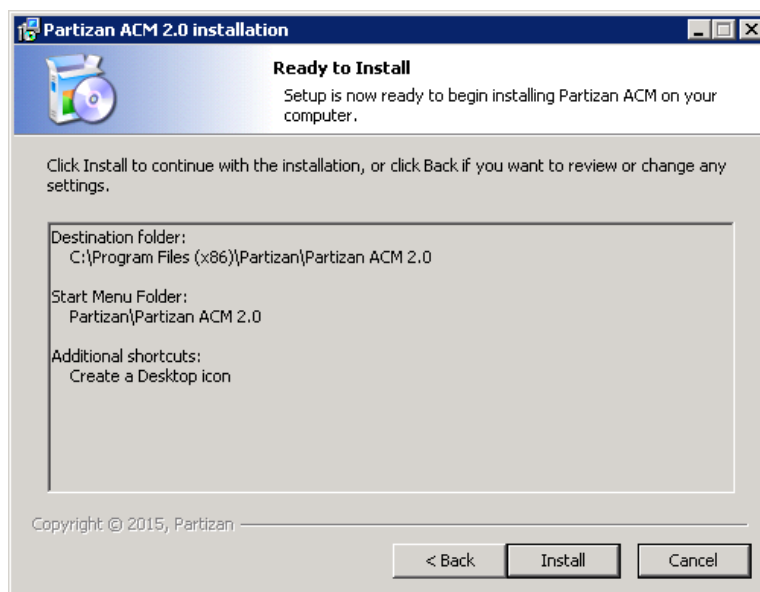 Partizan ACM 2.0 installation
Ready to Install
Setup is now ready to begin installing Partizan ACM on your
computer.
Click Install to continue with the installation, or click Back if you want to review or change any
settings.
Destination folder:
C:\Program Files (x86)\Partizan\Partizan ACM 2.0
Start Menu Folder:
Partizan\Partizan ACM 2.0
Additional shortcuts:
Create a Desktop icon
Copyright © 2015, Partizan
< Back
Install
Cancel